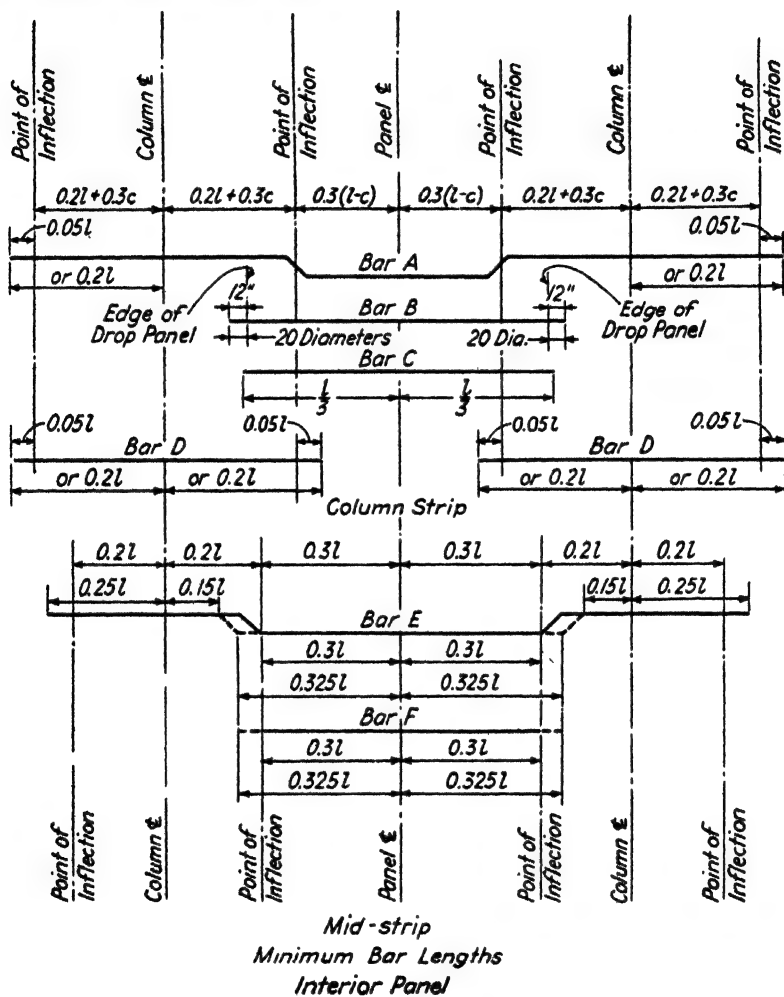 Point of Inflection
Column ℄
Point of Inflection
Panel ℄
Point of Inflection
Column ℄
Point of Inflection
0.2l+0.3c 0.2l+0.3c 0.3(l-c) 0.3(l-c) 0.2l+0.3c 0.2l+0.3c
0.05l 0.05l
Bar A
or 0.2l or 0.2l
12" 12"
Edge of Drop Panel
Bar B
Edge of Drop Panel
20 Diameters 20 Dia.
Bar C
l/3 l/3
0.05l 0.05l 0.05l 0.05l
Bar D Bar D
or 0.2l or 0.2l or 0.2l or 0.2l
Column Strip
0.2l 0.2l 0.3l 0.3l 0.2l 0.2l
0.25l 0.15l 0.15l 0.25l
Bar E
0.3l 0.3l
0.325l 0.325l
Bar F
0.3l 0.3l
0.325l 0.325l
Point of Inflection
Column ℄
Point of Inflection
Panel ℄
Point of Inflection
Column ℄
Point of Inflection
Mid-strip
Minimum Bar Lengths
Interior Panel